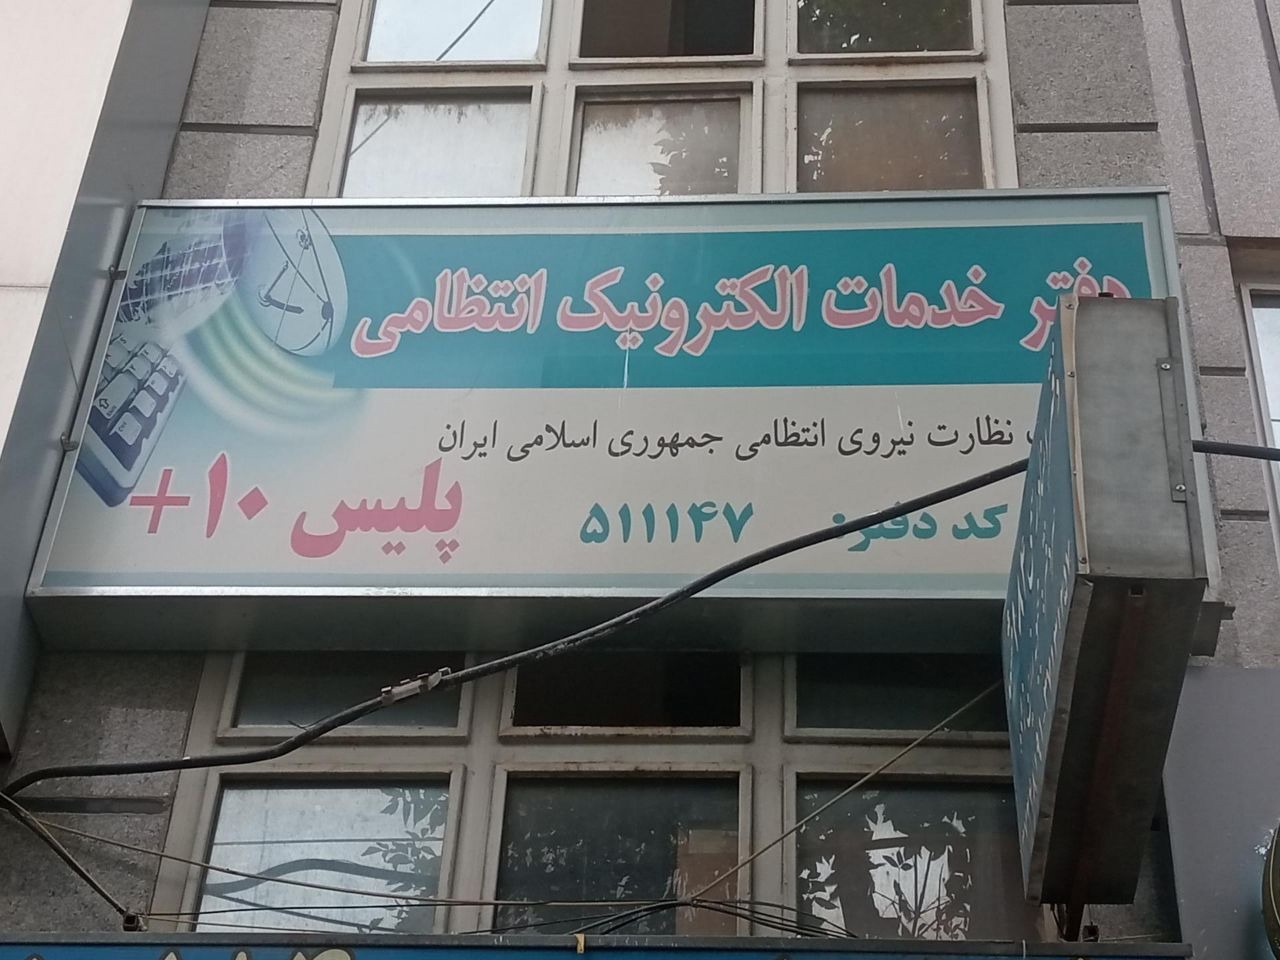 دفتر خدمات الکترونیک انتظامی
نظارت نیروی انتظامی جمهوری اسلامی ایران
کد دفتر: ۵۱۱۱۴۷
پلیس ۱۰+